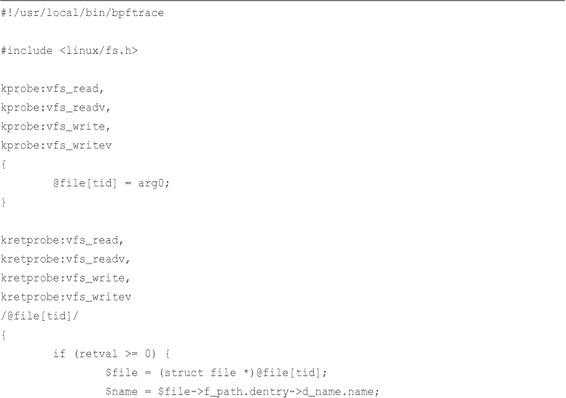 #!/usr/local/bin/bpftrace

#include <linux/fs.h>

kprobe:vfs_read,
kprobe:vfs_readv,
kprobe:vfs_write,
kprobe:vfs_writev
{
        @file[tid] = arg0;
}

kretprobe:vfs_read,
kretprobe:vfs_readv,
kretprobe:vfs_write,
kretprobe:vfs_writev
/@file[tid]/
{
        if (retval >= 0) {
                $file = (struct file *)@file[tid];
                $name = $file->f_path.dentry->d_name.name;